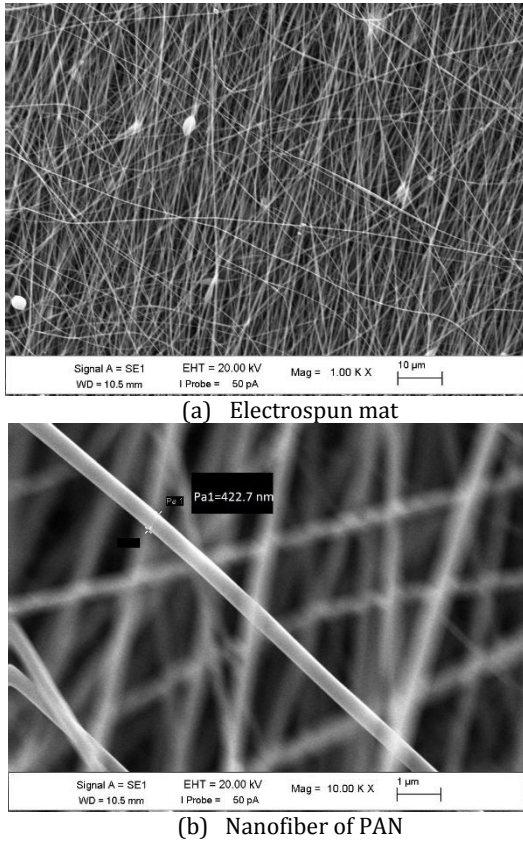 Signal A = SE1 EHT = 20.00 kV Mag = 1.00 K X 10 µm
WD = 10.5 mm I Probe = 50 pA
(a) Electrospun mat
Pa 1 Pa1=422.7 nm
Signal A = SE1 EHT = 20.00 kV Mag = 10.00 K X 1 µm
WD = 10.5 mm I Probe = 50 pA
(b) Nanofiber of PAN